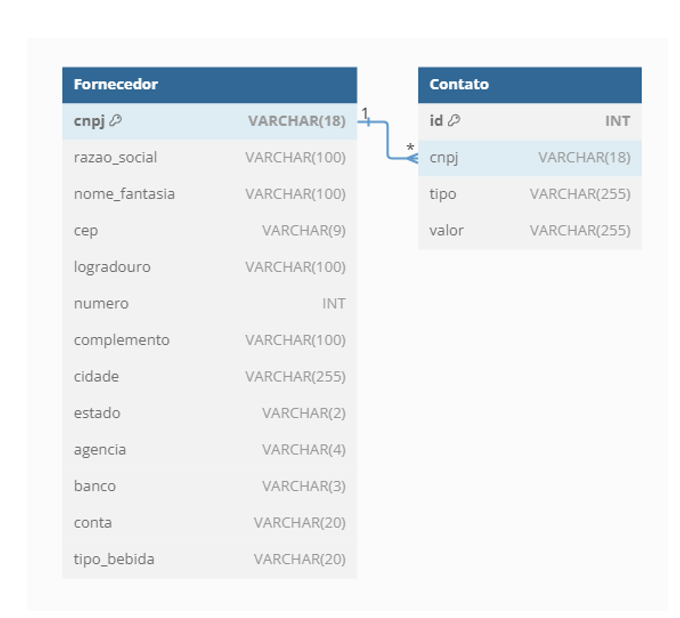 Fornecedor
cnpj VARCHAR(18)
razao_social VARCHAR(100)
nome_fantasia VARCHAR(100)
cep VARCHAR(9)
logradouro VARCHAR(100)
numero INT
complemento VARCHAR(100)
cidade VARCHAR(255)
estado VARCHAR(2)
agencia VARCHAR(4)
banco VARCHAR(3)
conta VARCHAR(20)
tipo_bebida VARCHAR(20)
1
*
Contato
id INT
cnpj VARCHAR(18)
tipo VARCHAR(255)
valor VARCHAR(255)